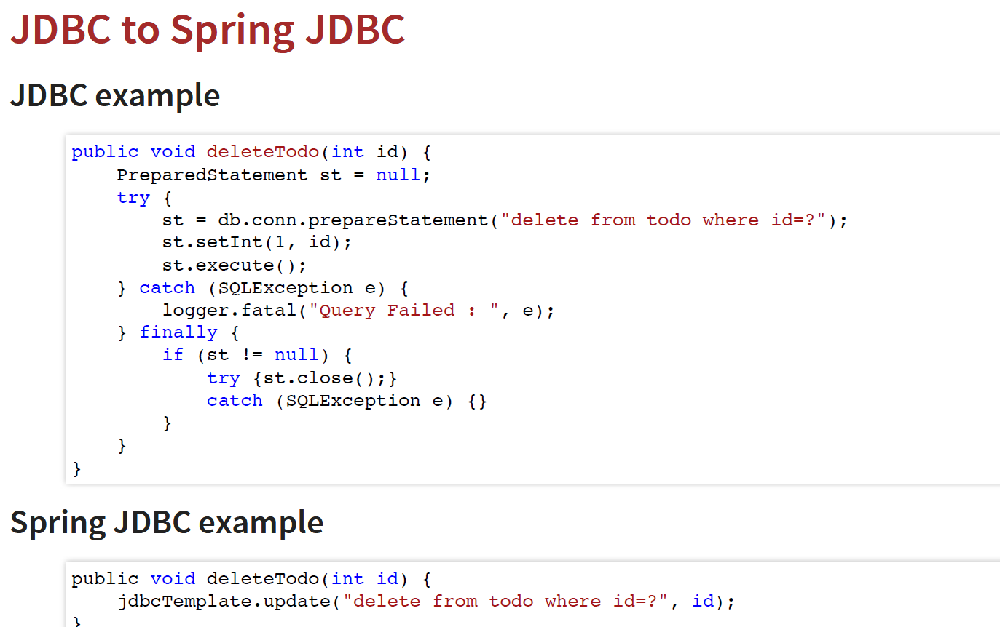 JDBC to Spring JDBC
JDBC example
public void deleteTodo(int id) {
    PreparedStatement st = null;
    try {
        st = db.conn.prepareStatement("delete from todo where id=?");
        st.setInt(1, id);
        st.execute();
    } catch (SQLException e) {
        logger.fatal("Query Failed : ", e);
    } finally {
        if (st != null) {
            try {st.close();}
            catch (SQLException e) {}
        }
    }
}
Spring JDBC example
public void deleteTodo(int id) {
    jdbcTemplate.update("delete from todo where id=?", id);
}